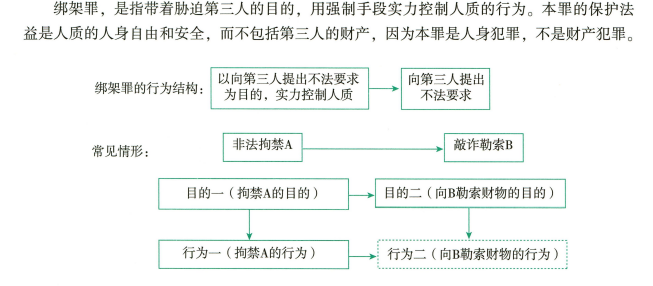 绑架罪，是指带着胁迫第三人的目的，用强制手段实力控制人质的行为。本罪的保护法
益是人质的人身自由和安全，而不包括第三人的财产，因为本罪是人身犯罪，不是财产犯罪。
绑架罪的行为结构：
以向第三人提出不法要求
为目的，实力控制人质
向第三人提出
不法要求
常见情形：
非法拘禁A
敲诈勒索B
目的一（拘禁A的目的）
目的二（向B勒索财物的目的）
行为一（拘禁A的行为）
行为二（向B勒索财物的行为）